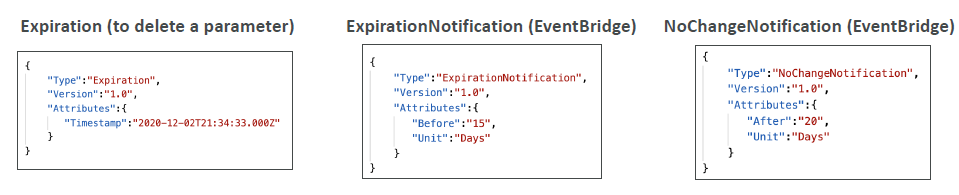 Expiration (to delete a parameter)
{
"Type":"Expiration",
"Version":"1.0",
"Attributes":{
"Timestamp":"2020-12-02T21:34:33.000Z"
}
}
ExpirationNotification (EventBridge)
{
"Type":"ExpirationNotification",
"Version":"1.0",
"Attributes":{
"Before":"15",
"Unit":"Days"
}
}
NoChangeNotification (EventBridge)
{
"Type":"NoChangeNotification",
"Version":"1.0",
"Attributes":{
"After":"20",
"Unit":"Days"
}
}